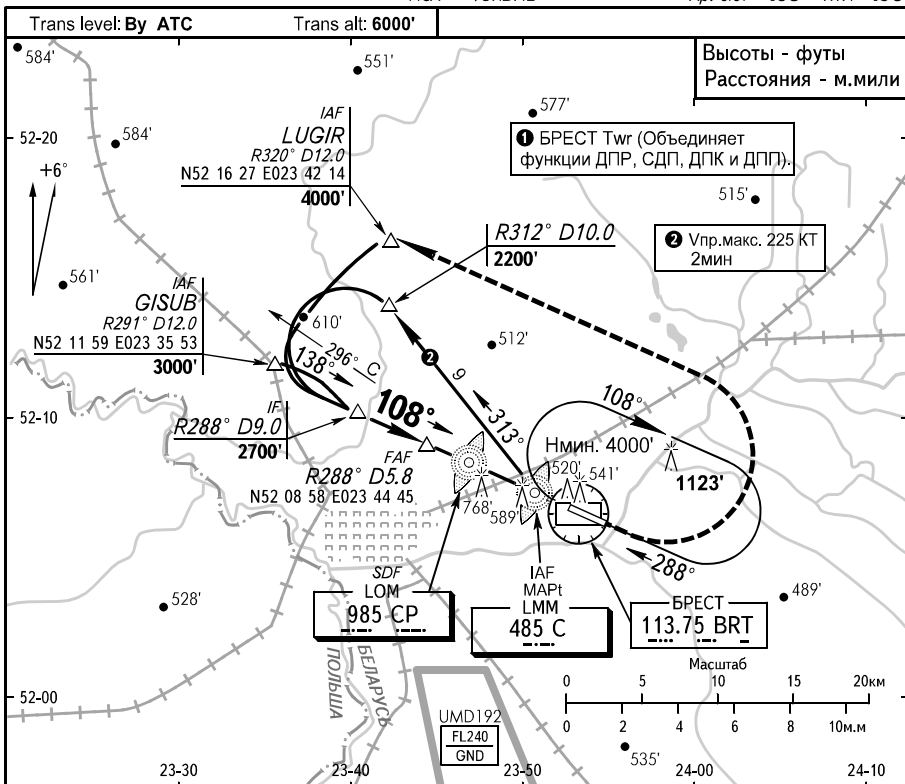 Trans level: By ATC
Trans alt: 6000'
Высоты - футы
Расстояния - м.мили
584'
551'
577'
52-20
584'
IAF
LUGIR
R320° D12.0
N52 16 27 E023 42 14
4000'
❶ БРЕСТ Twr (Объединяет
функции ДПР, СДП, ДПК и ДПП).
+6°
515'
R312° D10.0
2200'
❷ Vпр.макс. 225 КТ
2мин
561'
IAF
GISUB
R291° D12.0
N52 11 59 E023 35 53
3000'
610'
512'
296° C
138°
❷
9
108°
108°
313°
52-10
IF
R288° D9.0
2700'
Hмин. 4000'
FAF
R288° D5.8
N52 08 58 E023 44 45
520'
541'
1123'
768'
589'
288°
SDF
LOM
985 CP
IAF
MAPt
LMM
485 C
БРЕСТ
113.75 BRT
528'
489'
ПОЛЬША
БЕЛАРУСЬ
Масштаб
0 5 10 15 20км
0 2 4 6 8 10м.м
52-00
UMD192
FL240
GND
535'
23-30
23-40
23-50
24-00
24-10